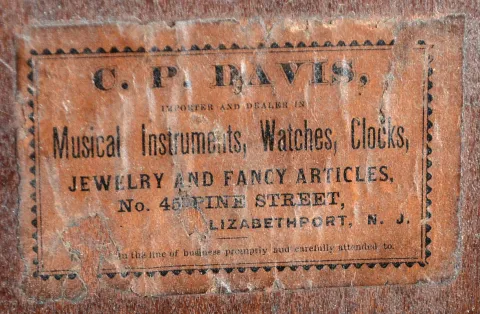 C. P. DAVIS,
IMPORTER AND DEALER IN
Musical Instruments, Watches, Clocks,
JEWELRY AND FANCY ARTICLES,
No. 45 PINE STREET,
LIZABETHPORT, N. J.
in the line of business promptly and carefully attended to.